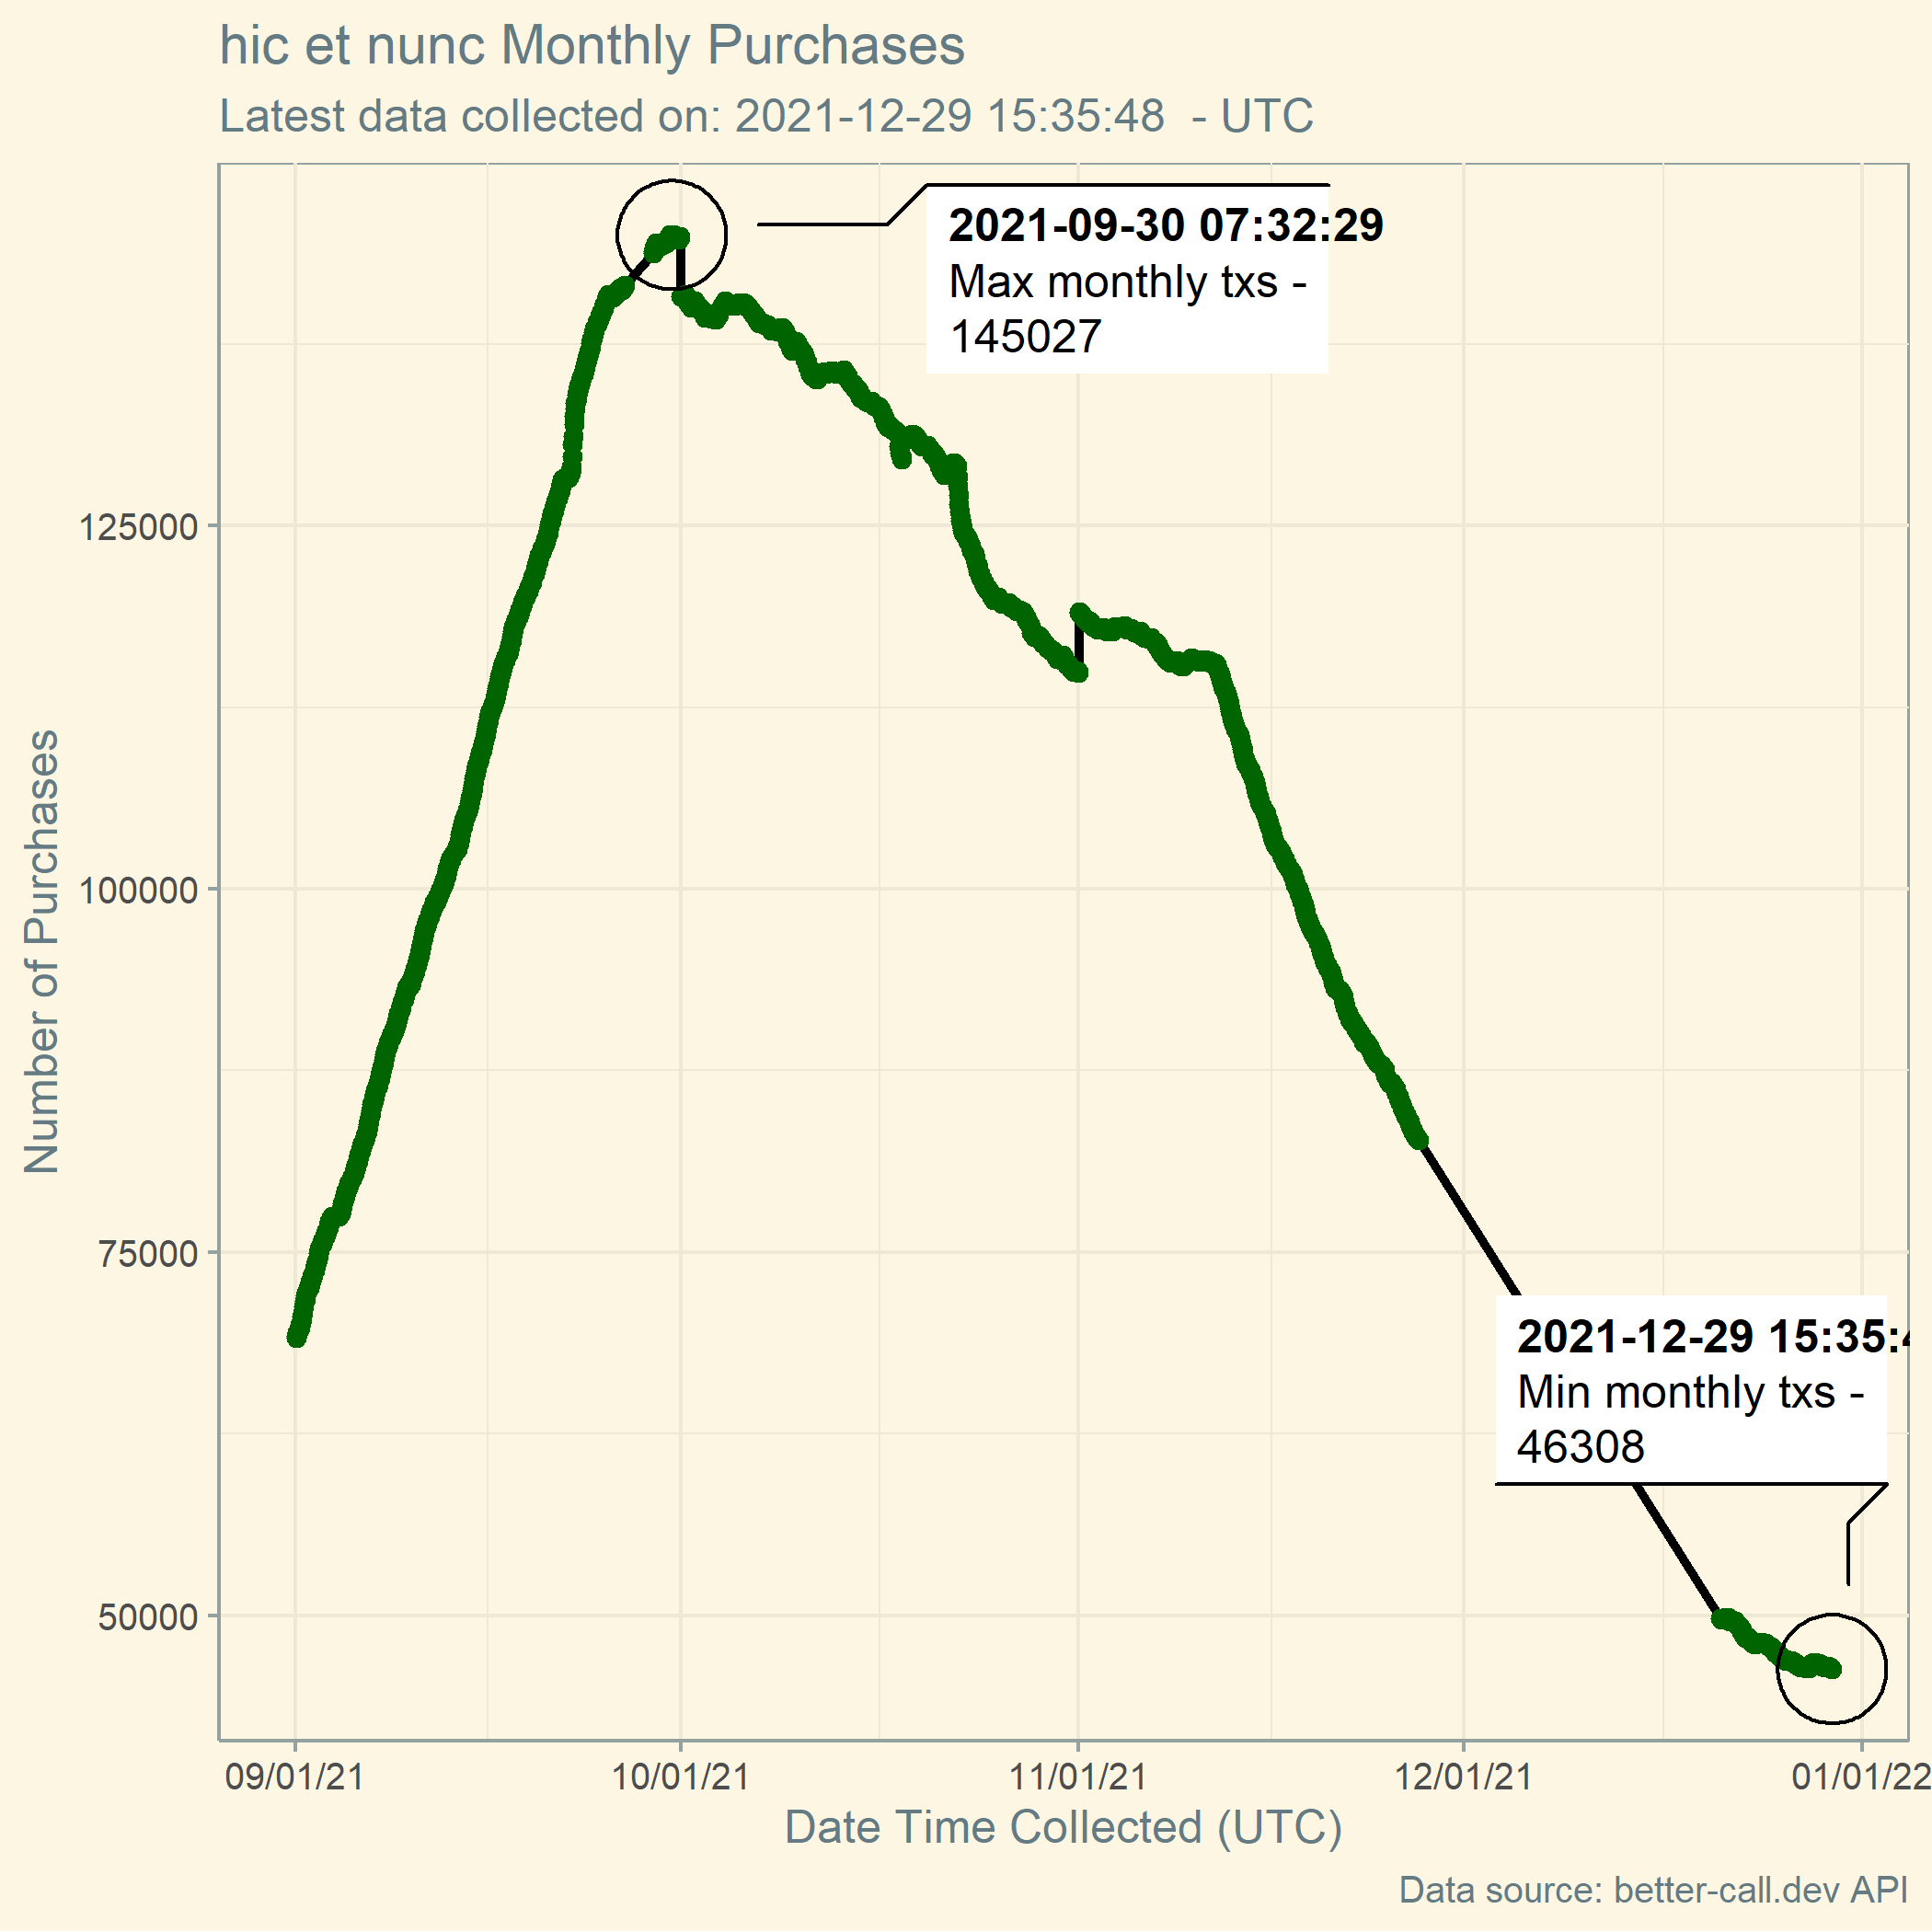 hic et nunc Monthly Purchases
Latest data collected on: 2021-12-29 15:35:48  - UTC
2021-09-30 07:32:29
Max monthly txs -
145027
125000
100000
75000
50000
Number of Purchases
2021-12-29 15:35:4
Min monthly txs -
46308
09/01/21
10/01/21
11/01/21
12/01/21
01/01/22
Date Time Collected (UTC)
Data source: better-call.dev API